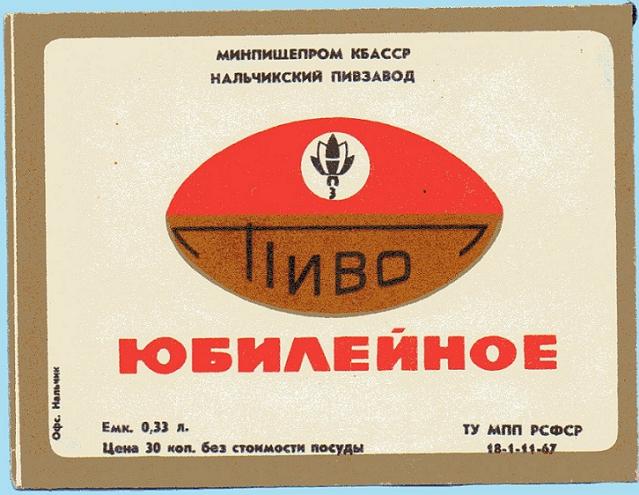 МИНПИЩЕПРОМ КБАССР
НАЛЬЧИКСКИЙ ПИВЗАВОД
НПЗ
ПИВО
ЮБИЛЕЙНОЕ
Емк. 0,33 л.
Цена 30 коп. без стоимости посуды
ТУ МПП РСФСР
18-1-11-67
Офс. Нальчик